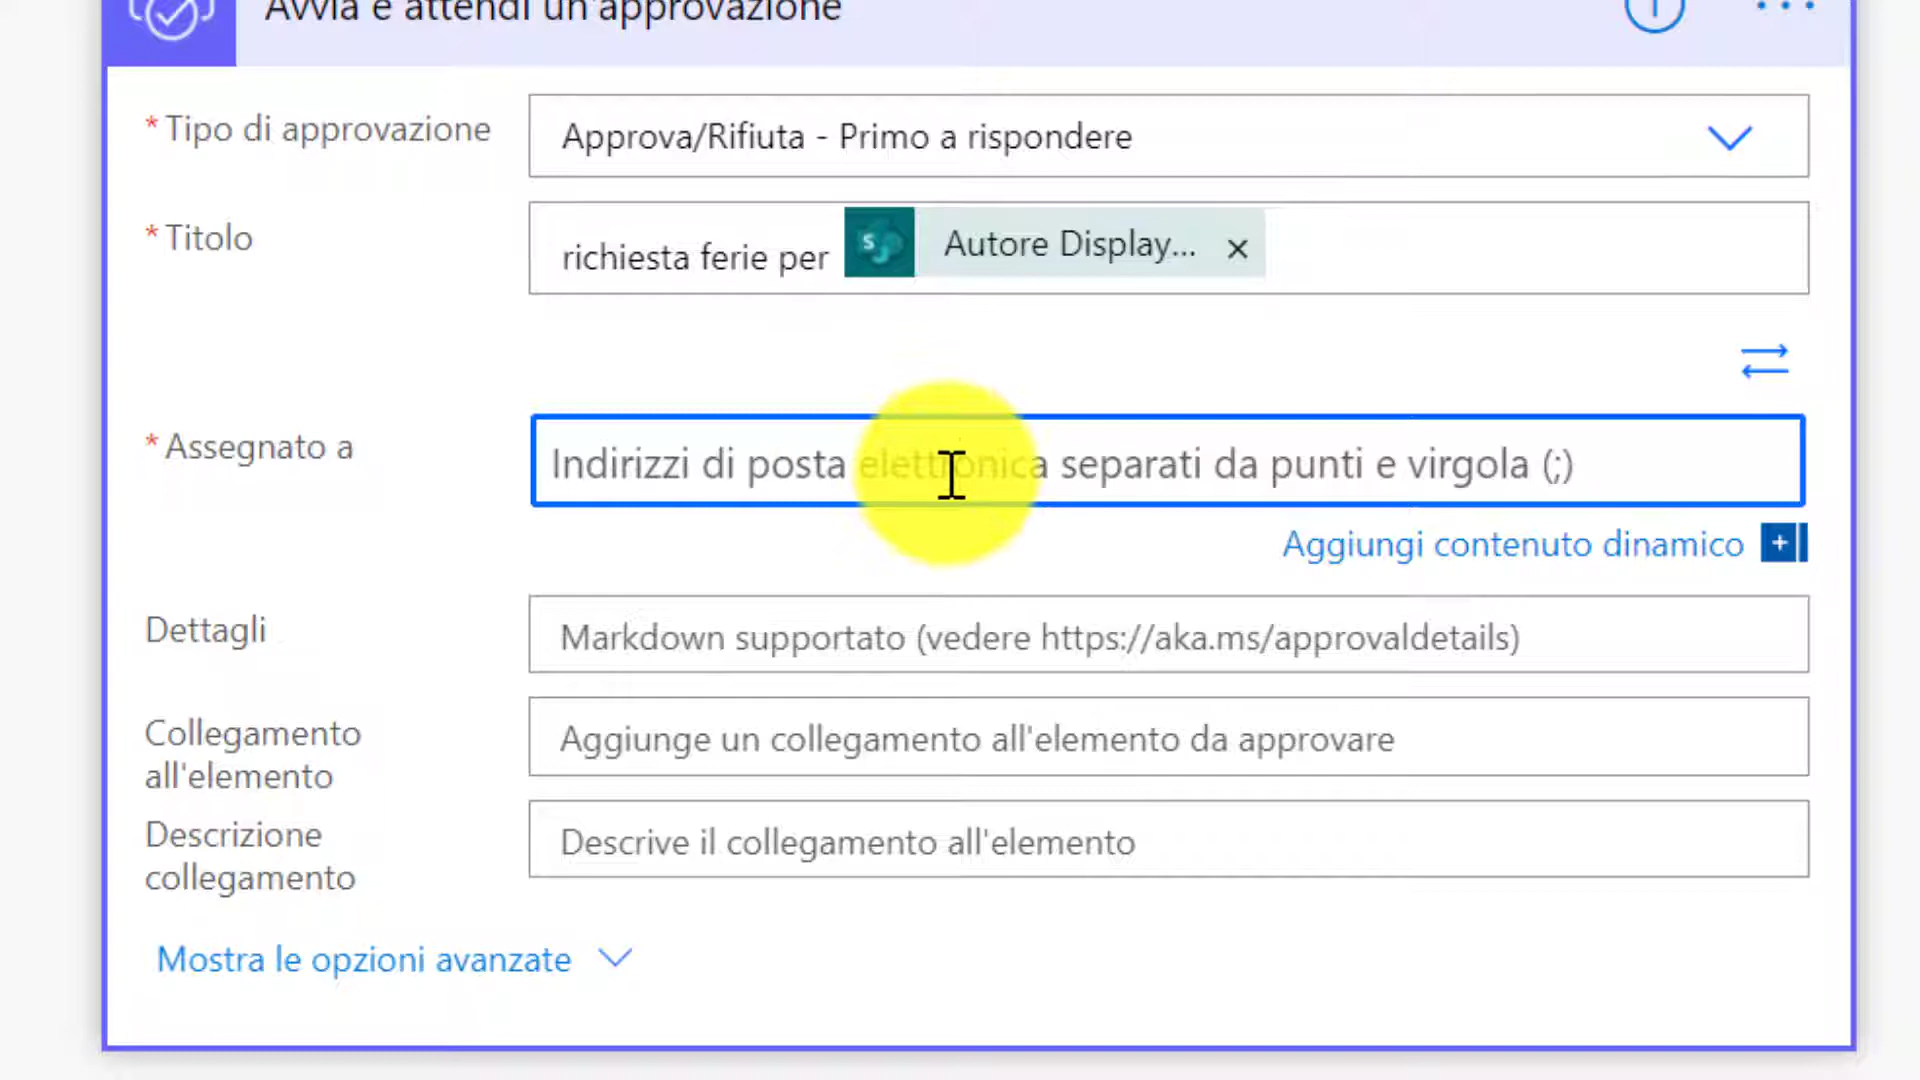 Avvia e attendi un'approvazione
* Tipo di approvazione
Approva/Rifiuta - Primo a rispondere
* Titolo
richiesta ferie per Autore Display... ×
* Assegnato a
Indirizzi di posta elettronica separati da punti e virgola (;)
Aggiungi contenuto dinamico
Dettagli
Markdown supportato (vedere https://aka.ms/approvaldetails)
Collegamento
all'elemento
Aggiunge un collegamento all'elemento da approvare
Descrizione
collegamento
Descrive il collegamento all'elemento
Mostra le opzioni avanzate